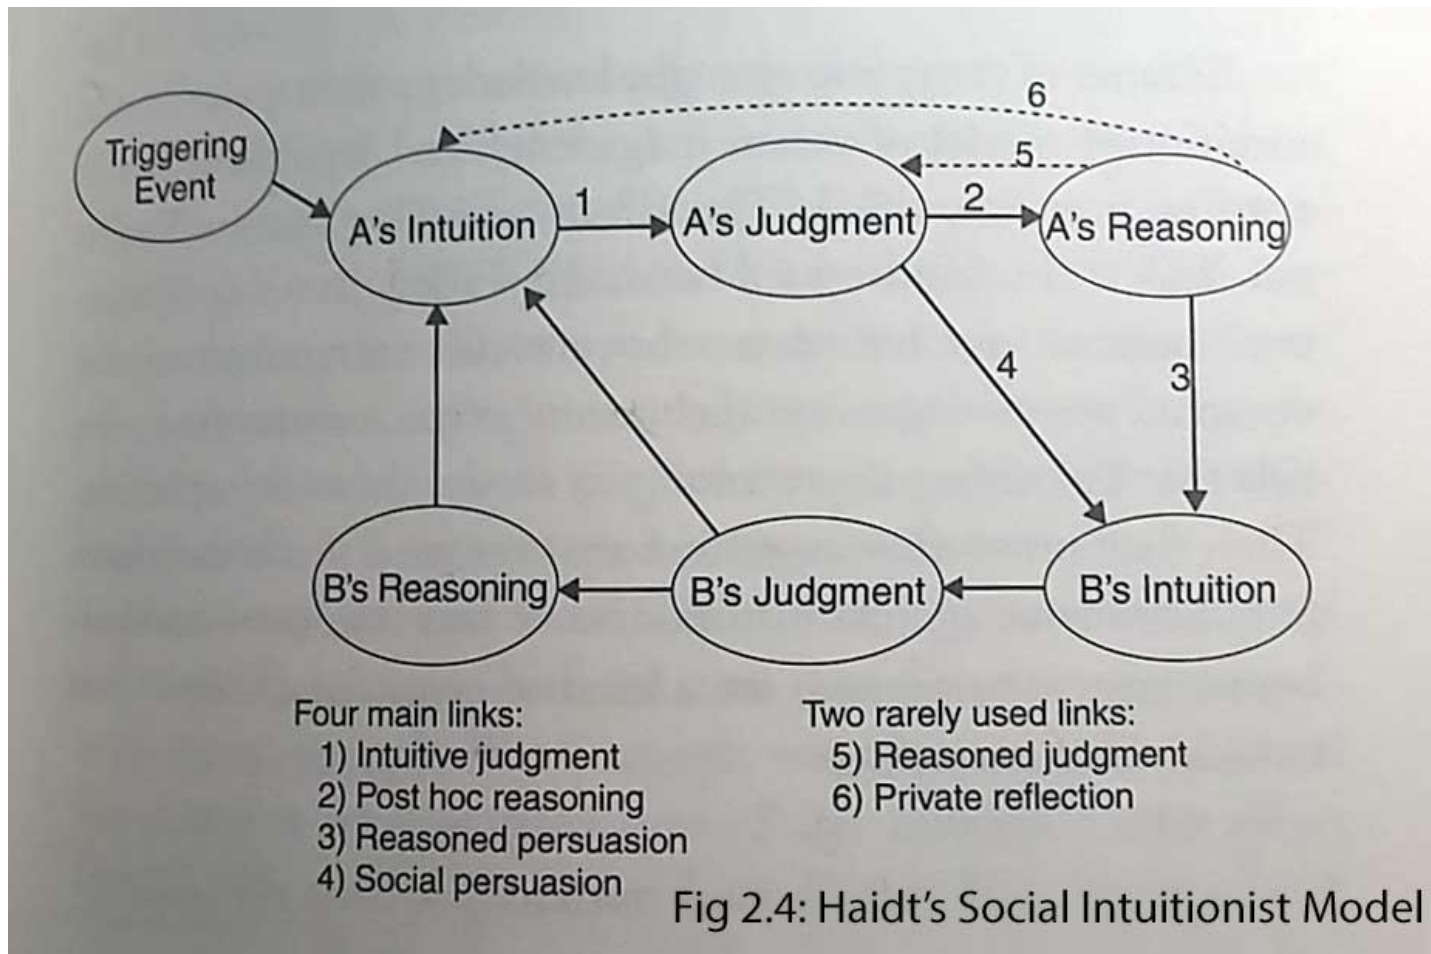 6
Triggering
Event
5
1
2
A's Intuition
A's Judgment
A's Reasoning
4
3
B's Reasoning
B's Judgment
B's Intuition
Four main links:
1) Intuitive judgment
2) Post hoc reasoning
3) Reasoned persuasion
4) Social persuasion
Two rarely used links:
5) Reasoned judgment
6) Private reflection
Fig 2.4: Haidt's Social Intuitionist Model